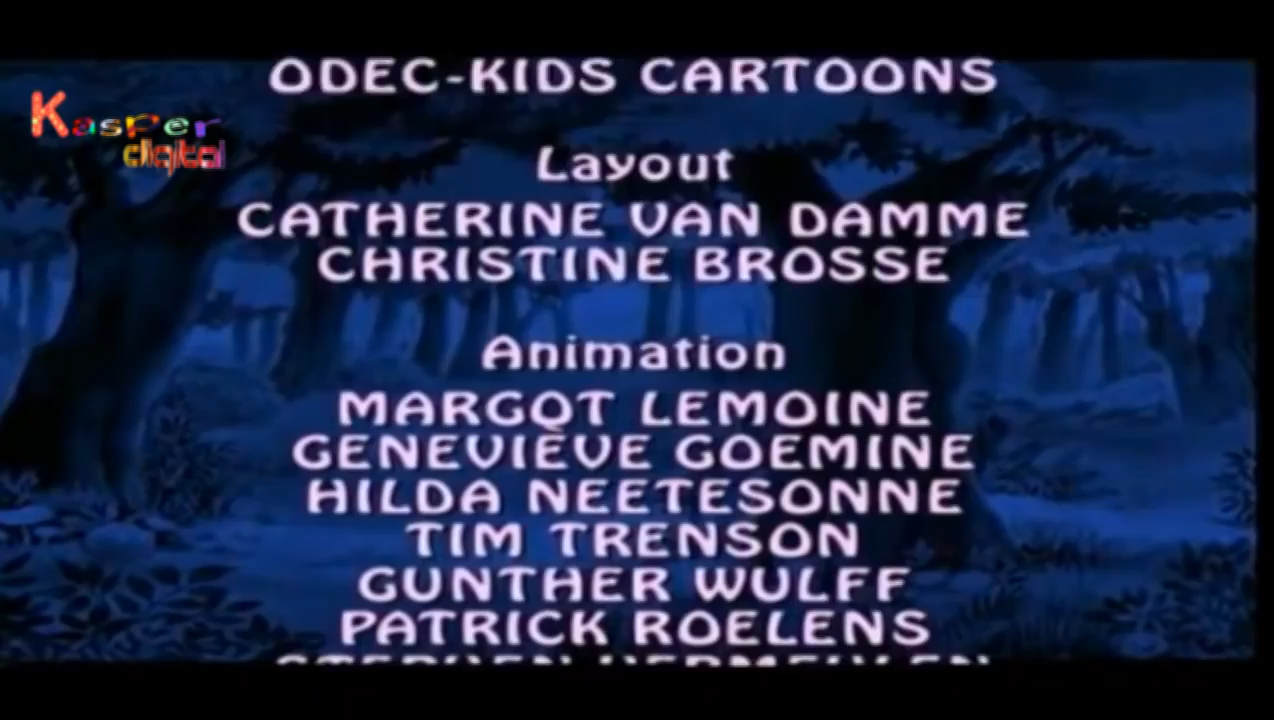 ODEC-KIDS CARTOONS
Kasper
digital
Layout
CATHERINE VAN DAMME
CHRISTINE BROSSE
Animation
MARGOT LEMOINE
GENEVIÈVE GOEMINE
HILDA NEETESONNE
TIM TRENSON
GUNTHER WULFF
PATRICK ROELENS